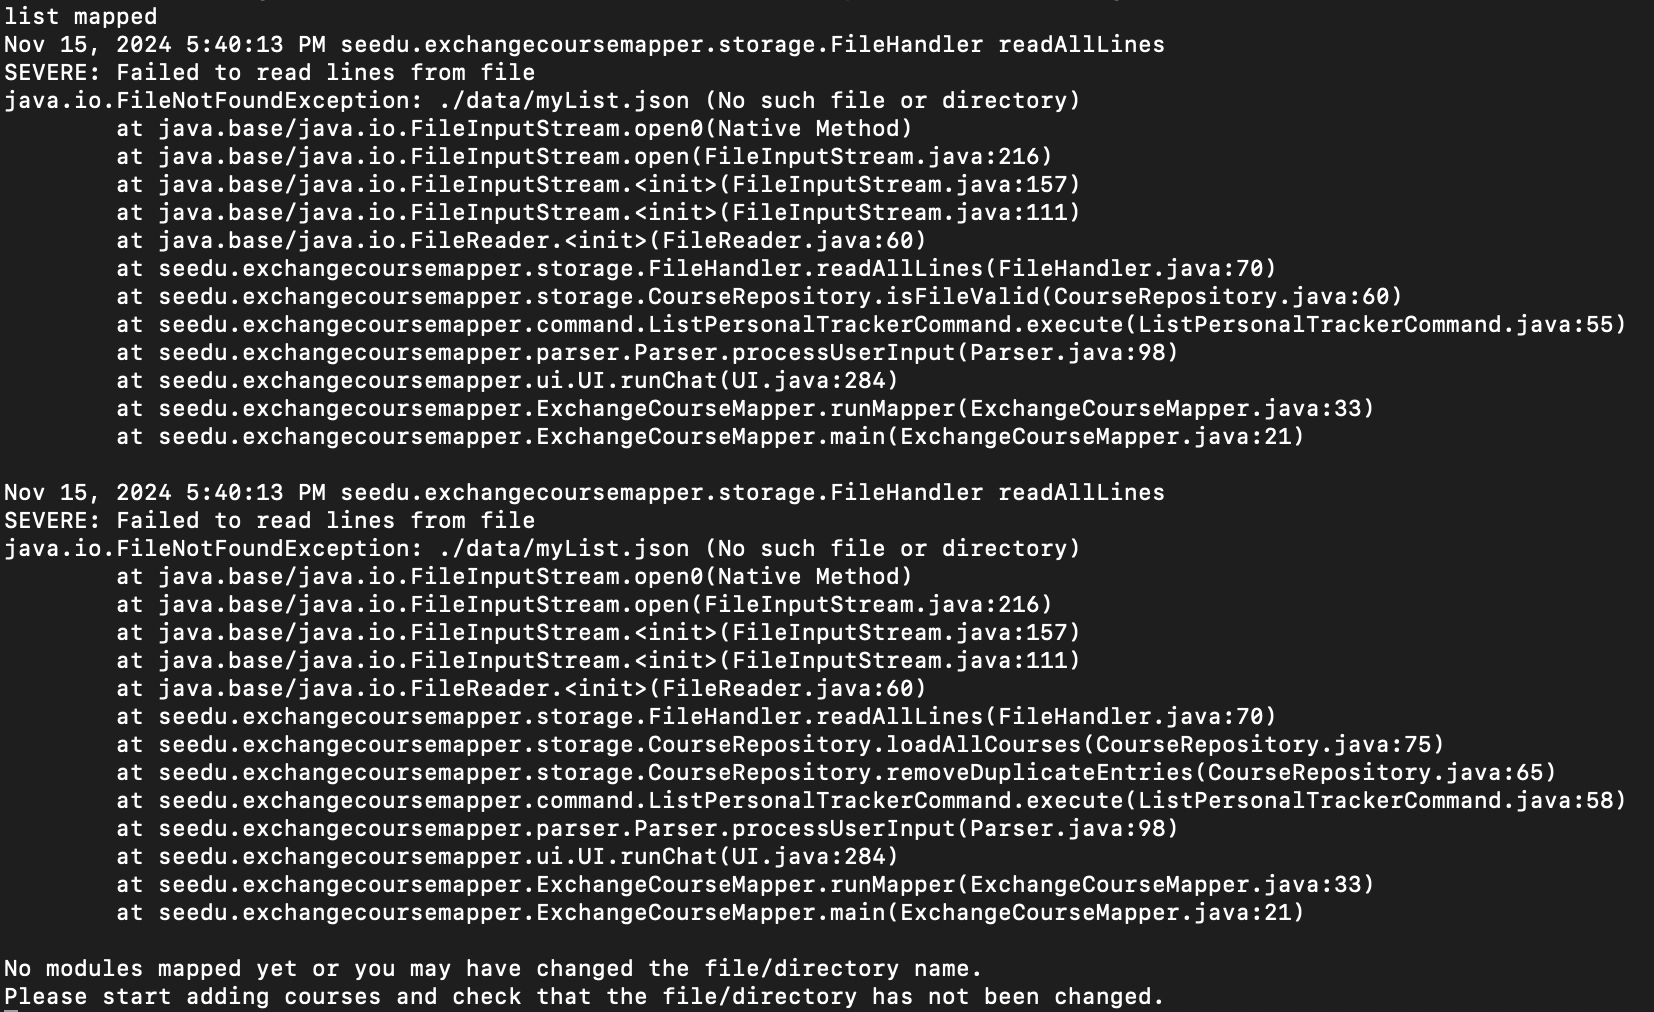 list mapped
Nov 15, 2024 5:40:13 PM seedu.exchangecoursemapper.storage.FileHandler readAllLines
SEVERE: Failed to read lines from file
java.io.FileNotFoundException: ./data/myList.json (No such file or directory)
        at java.base/java.io.FileInputStream.open0(Native Method)
        at java.base/java.io.FileInputStream.open(FileInputStream.java:216)
        at java.base/java.io.FileInputStream.<init>(FileInputStream.java:157)
        at java.base/java.io.FileInputStream.<init>(FileInputStream.java:111)
        at java.base/java.io.FileReader.<init>(FileReader.java:60)
        at seedu.exchangecoursemapper.storage.FileHandler.readAllLines(FileHandler.java:70)
        at seedu.exchangecoursemapper.storage.CourseRepository.isFileValid(CourseRepository.java:60)
        at seedu.exchangecoursemapper.command.ListPersonalTrackerCommand.execute(ListPersonalTrackerCommand.java:55)
        at seedu.exchangecoursemapper.parser.Parser.processUserInput(Parser.java:98)
        at seedu.exchangecoursemapper.ui.UI.runChat(UI.java:284)
        at seedu.exchangecoursemapper.ExchangeCourseMapper.runMapper(ExchangeCourseMapper.java:33)
        at seedu.exchangecoursemapper.ExchangeCourseMapper.main(ExchangeCourseMapper.java:21)

Nov 15, 2024 5:40:13 PM seedu.exchangecoursemapper.storage.FileHandler readAllLines
SEVERE: Failed to read lines from file
java.io.FileNotFoundException: ./data/myList.json (No such file or directory)
        at java.base/java.io.FileInputStream.open0(Native Method)
        at java.base/java.io.FileInputStream.open(FileInputStream.java:216)
        at java.base/java.io.FileInputStream.<init>(FileInputStream.java:157)
        at java.base/java.io.FileInputStream.<init>(FileInputStream.java:111)
        at java.base/java.io.FileReader.<init>(FileReader.java:60)
        at seedu.exchangecoursemapper.storage.FileHandler.readAllLines(FileHandler.java:70)
        at seedu.exchangecoursemapper.storage.CourseRepository.loadAllCourses(CourseRepository.java:75)
        at seedu.exchangecoursemapper.storage.CourseRepository.removeDuplicateEntries(CourseRepository.java:65)
        at seedu.exchangecoursemapper.command.ListPersonalTrackerCommand.execute(ListPersonalTrackerCommand.java:58)
        at seedu.exchangecoursemapper.parser.Parser.processUserInput(Parser.java:98)
        at seedu.exchangecoursemapper.ui.UI.runChat(UI.java:284)
        at seedu.exchangecoursemapper.ExchangeCourseMapper.runMapper(ExchangeCourseMapper.java:33)
        at seedu.exchangecoursemapper.ExchangeCourseMapper.main(ExchangeCourseMapper.java:21)

No modules mapped yet or you may have changed the file/directory name.
Please start adding courses and check that the file/directory has not been changed.